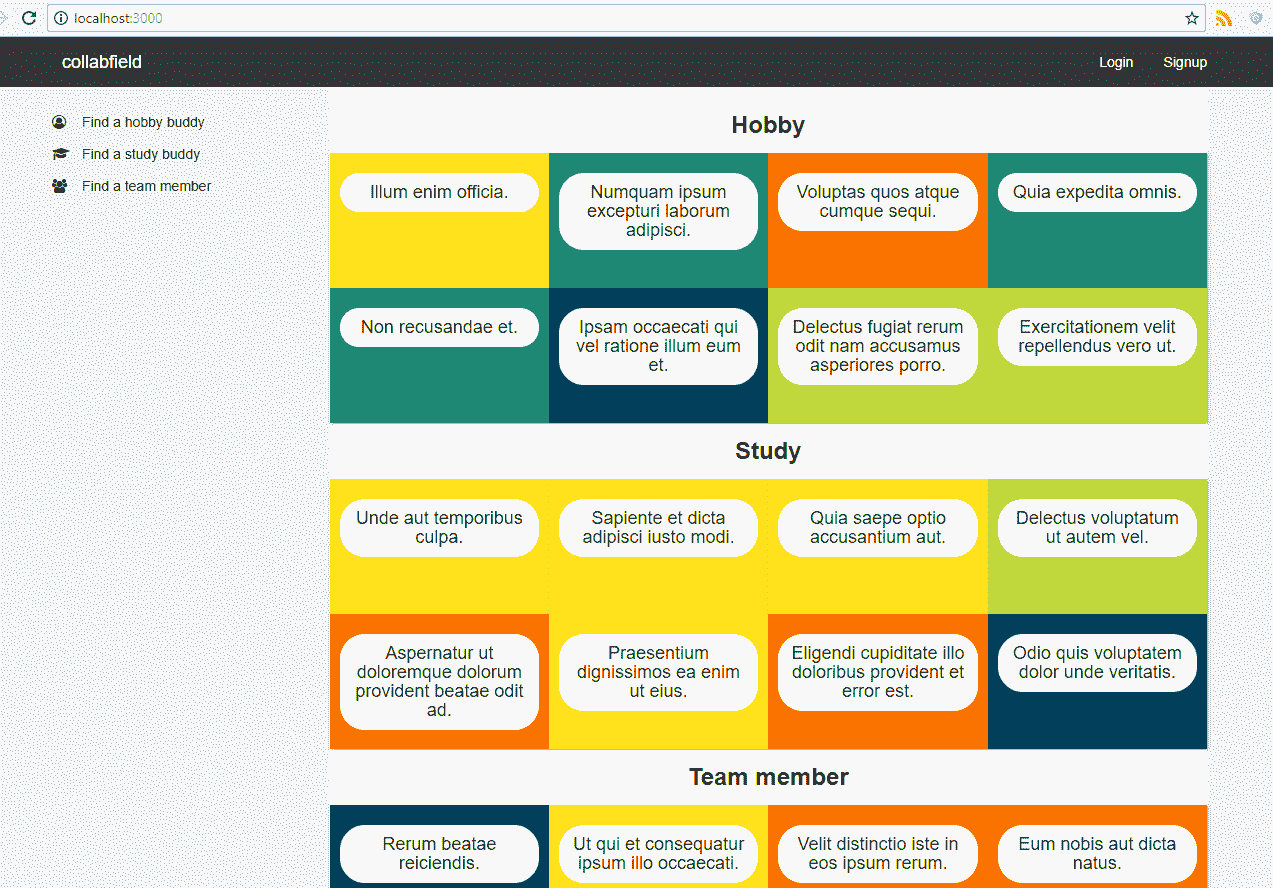 localhost:3000
collabfield
Login
Signup
Find a hobby buddy
Find a study buddy
Find a team member
Hobby
Illum enim officia.
Numquam ipsum
excepturi laborum
adipisci.
Voluptas quos atque
cumque sequi.
Quia expedita omnis.
Non recusandae et.
Ipsam occaecati qui
vel ratione illum eum
et.
Delectus fugiat rerum
odit nam accusamus
asperiores porro.
Exercitationem velit
repellendus vero ut.
Study
Unde aut temporibus
culpa.
Sapiente et dicta
adipisci iusto modi.
Quia saepe optio
accusantium aut.
Delectus voluptatum
ut autem vel.
Aspernatur ut
doloremque dolorum
provident beatae odit
ad.
Praesentium
dignissimos ea enim
ut eius.
Eligendi cupiditate illo
doloribus provident et
error est.
Odio quis voluptatem
dolor unde veritatis.
Team member
Rerum beatae
reiciendis.
Ut qui et consequatur
ipsum illo occaecati.
Velit distinctio iste in
eos ipsum rerum.
Eum nobis aut dicta
natus.